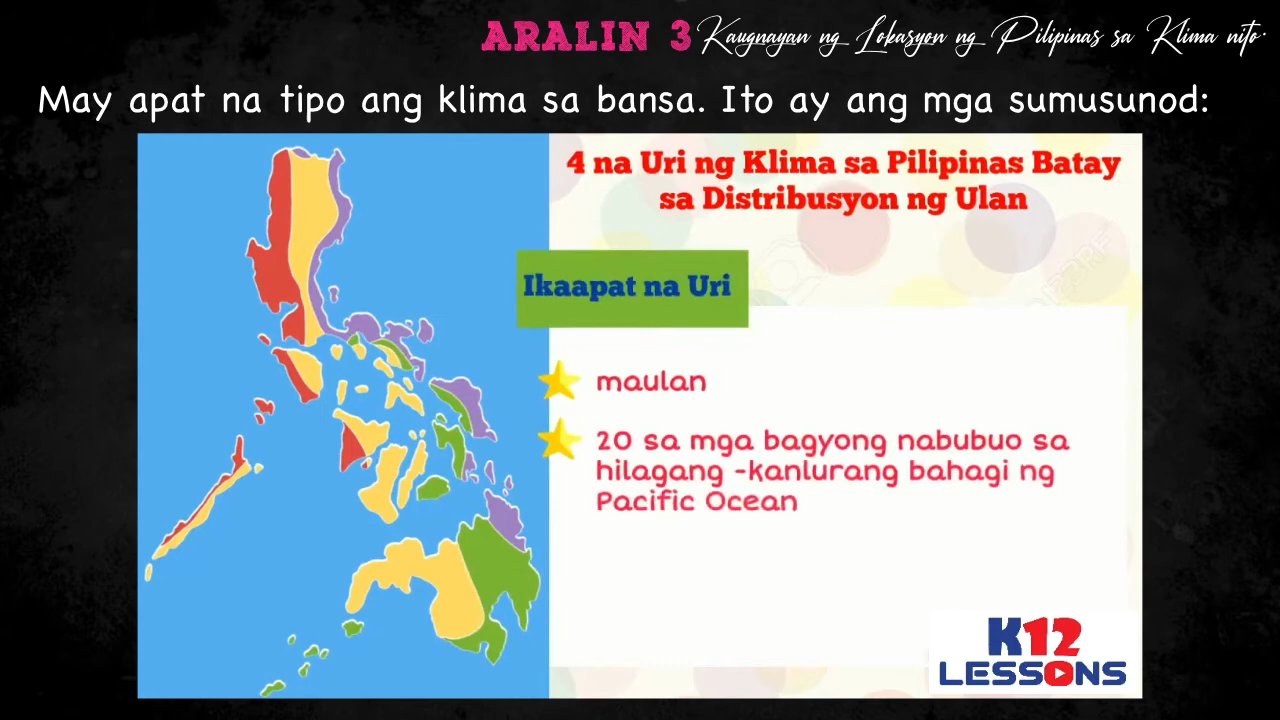 ARALIN 3 Kaugnayan ng Lokasyon ng Pilipinas sa Klima nito.
May apat na tipo ang klima sa bansa. Ito ay ang mga sumusunod:
4 na Uri ng Klima sa Pilipinas Batay
sa Distribusyon ng Ulan
Ikaapat na Uri
maulan
20 sa mga bagyong nabubuo sa
hilagang -kanlurang bahagi ng
Pacific Ocean
K12
LESSONS